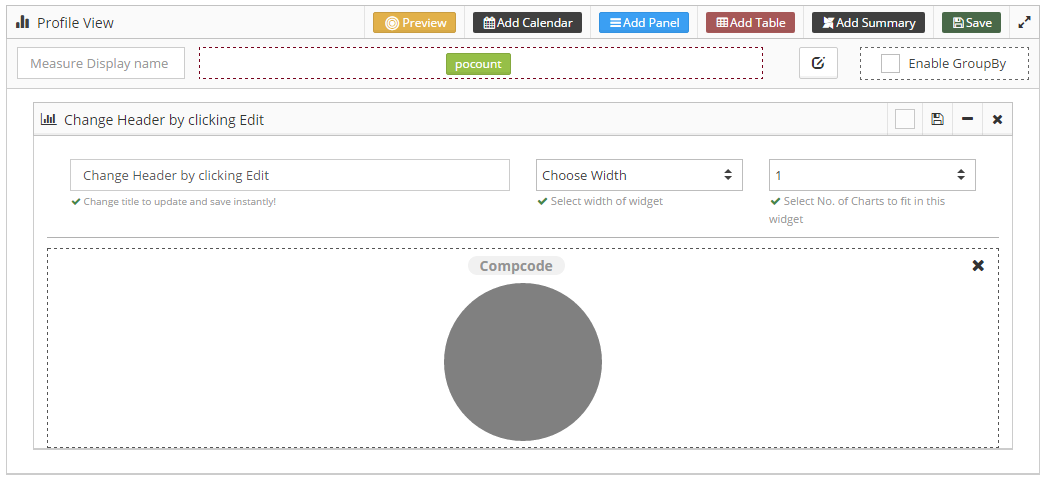 Profile View
Preview
Add Calendar
Add Panel
Add Table
Add Summary
Save
Measure Display name
pocount
Enable GroupBy
Change Header by clicking Edit
Change Header by clicking Edit
Choose Width
1
Change title to update and save instantly!
Select width of widget
Select No. of Charts to fit in this
widget
Compcode